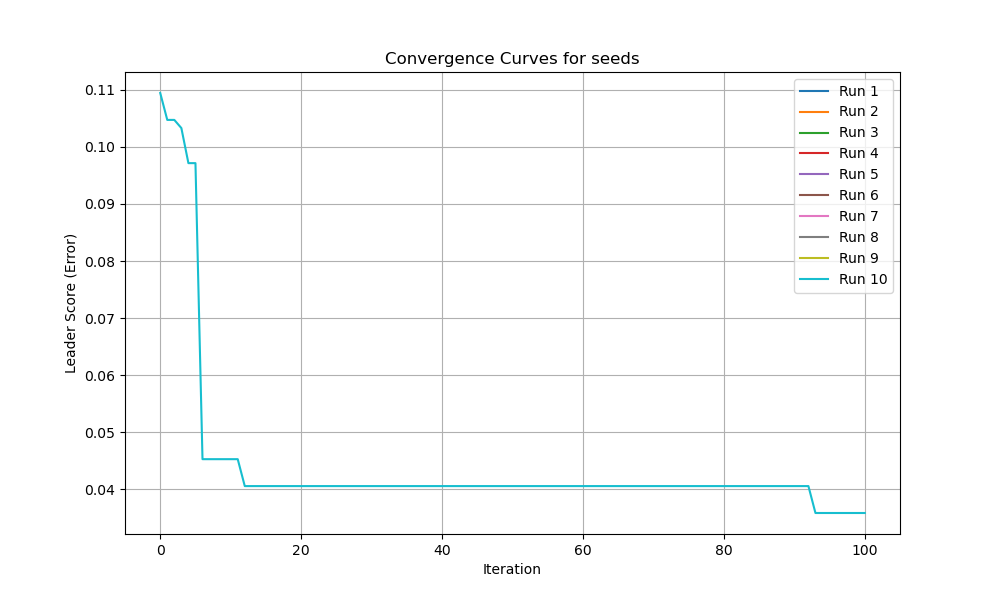 Convergence Curves for seeds
Leader Score (Error)
0.11
0.10
0.09
0.08
0.07
0.06
0.05
0.04
Run 1
Run 2
Run 3
Run 4
Run 5
Run 6
Run 7
Run 8
Run 9
Run 10
0 20 40 60 80 100
Iteration